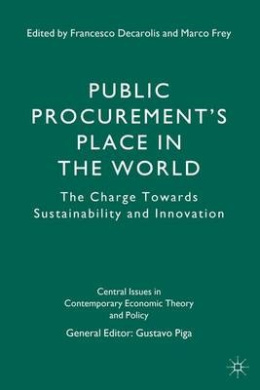 Edited by Francesco Decarolis and Marco Frey
PUBLIC
PROCUREMENT'S
PLACE IN
THE WORLD
The Charge Towards
Sustainability and Innovation
Central Issues in
Contemporary Economic Theory
and Policy
General Editor: Gustavo Piga